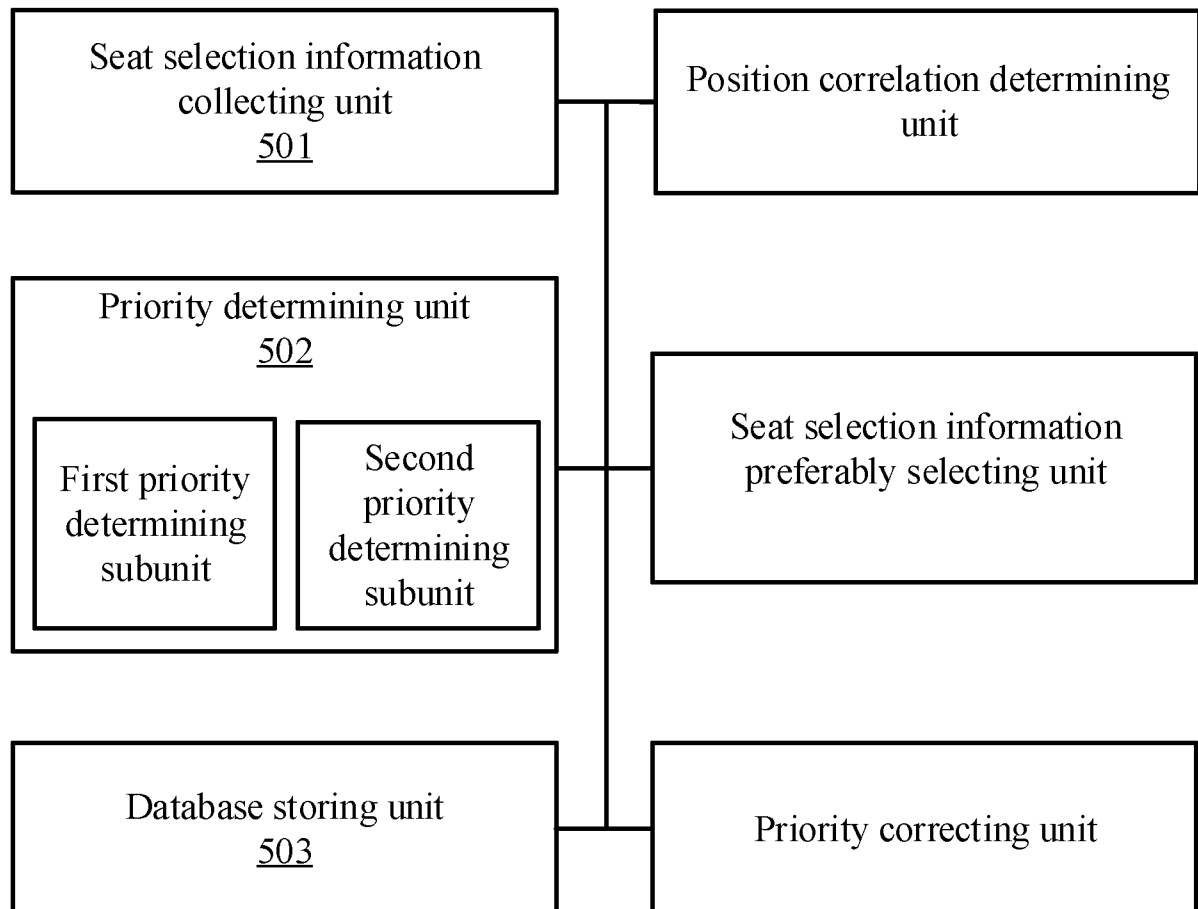 Seat selection information
collecting unit
501
Position correlation determining
unit
Priority determining unit
502
First priority
determining
subunit
Second
priority
determining
subunit
Seat selection information
preferably selecting unit
Database storing unit
503
Priority correcting unit